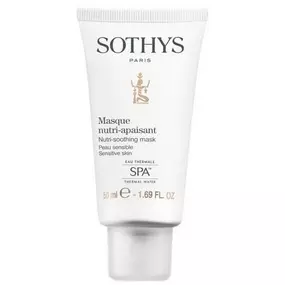 SOTHYS
PARIS
Masque
nutri-apaisant
Nutri-soothing mask
Peau sensible
Sensitive skin
EAU THERMALE
SPA™
THERMAL WATER
50 ml e - 1.69 FL. OZ